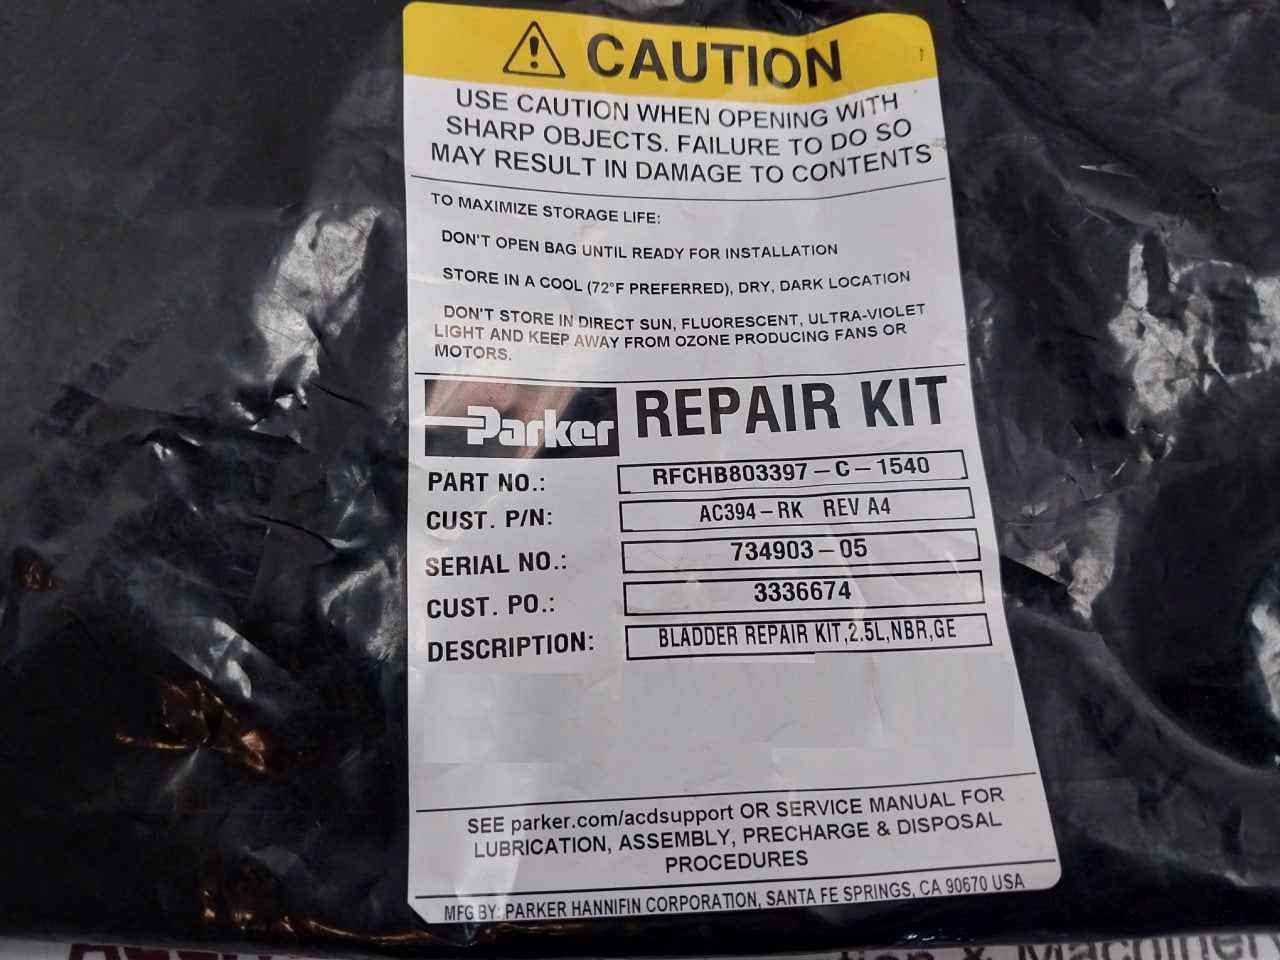 CAUTION
USE CAUTION WHEN OPENING WITH
SHARP OBJECTS. FAILURE TO DO SO
MAY RESULT IN DAMAGE TO CONTENTS
TO MAXIMIZE STORAGE LIFE:
DON'T OPEN BAG UNTIL READY FOR INSTALLATION
STORE IN A COOL (72°F PREFERRED), DRY, DARK LOCATION
DON'T STORE IN DIRECT SUN, FLUORESCENT, ULTRA-VIOLET
LIGHT AND KEEP AWAY FROM OZONE PRODUCING FANS OR
MOTORS.
Parker REPAIR KIT
PART NO.: RFCHB803397-C-1540
CUST. P/N: AC394-RK REV A4
SERIAL NO.: 734903-05
CUST. PO.: 3336674
DESCRIPTION: BLADDER REPAIR KIT,2.5L,NBR,GE
SEE parker.com/acdsupport OR SERVICE MANUAL FOR
LUBRICATION, ASSEMBLY, PRECHARGE & DISPOSAL
PROCEDURES
MFG BY: PARKER HANNIFIN CORPORATION, SANTA FE SPRINGS, CA 90670 USA
& Machinery